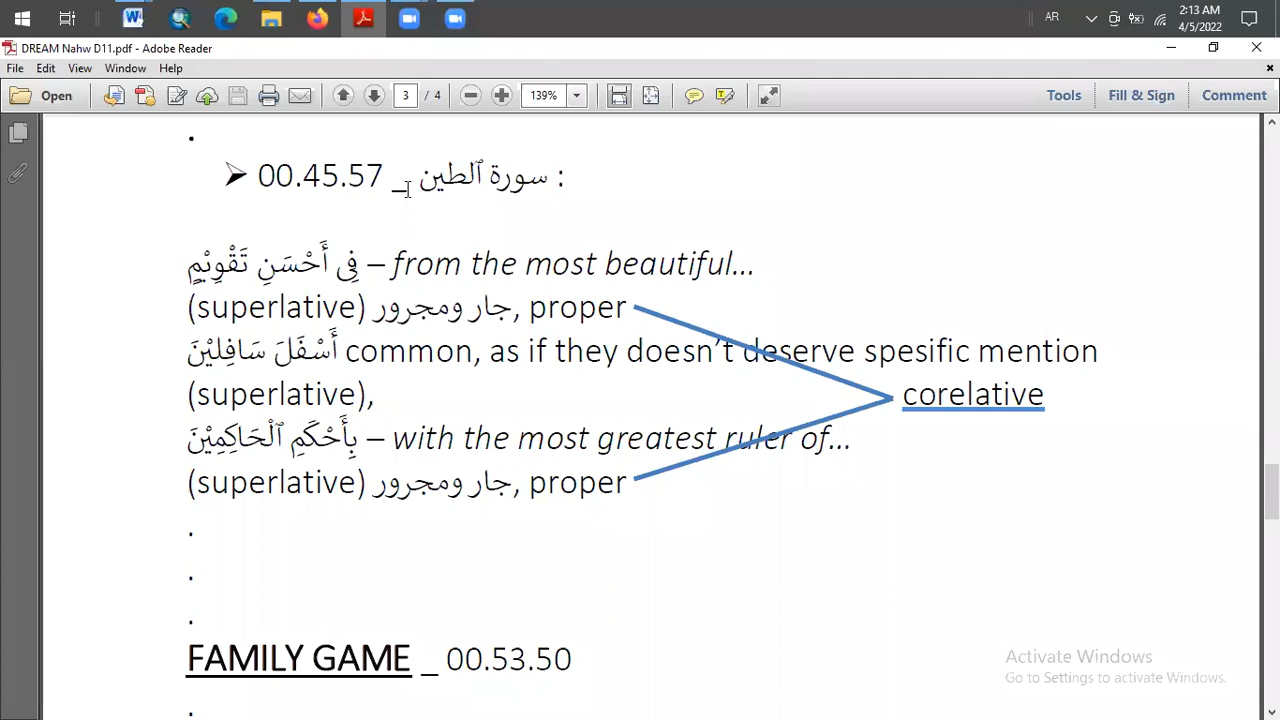 AR
2:13 AM
4/5/2022
DREAM Nahw D11.pdf - Adobe Reader
File Edit View Window Help
Open 3 / 4 139% Tools Fill & Sign Comment
.
➢ 00.45.57 _ سورة ٱلطين :
فِى أَحْسَنِ تَقْوِيْمٍ – from the most beautiful…
(superlative) جار ومجرور, proper
أَسْفَلَ سَافِلِيْنَ common, as if they doesn’t deserve spesific mention
(superlative),
corelative
بِأَحْكَمِ ٱلْحَاكِمِيْنَ – with the most greatest ruler of…
(superlative) جار ومجرور, proper
.
.
.
FAMILY GAME _ 00.53.50
.
Activate Windows
Go to Settings to activate Windows.